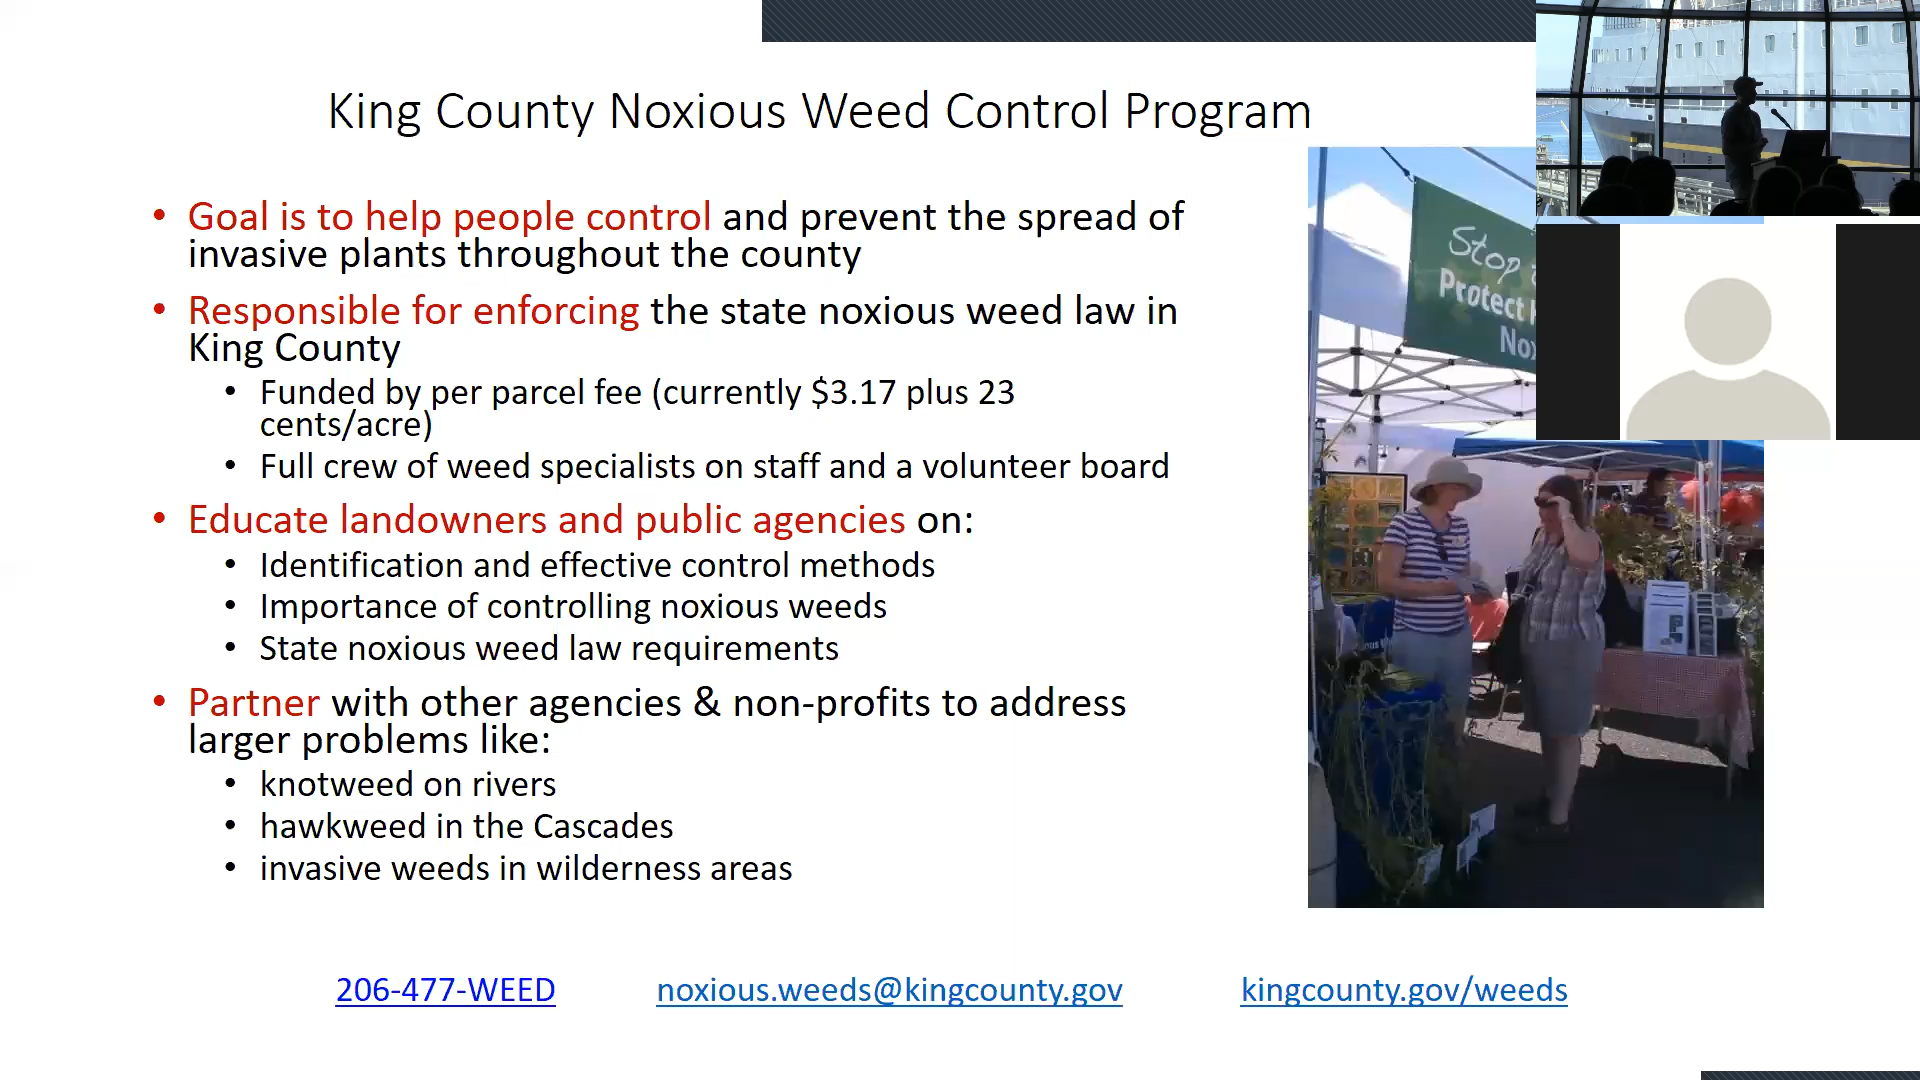 King County Noxious Weed Control Program
• Goal is to help people control and prevent the spread of
invasive plants throughout the county
• Responsible for enforcing the state noxious weed law in
King County
• Funded by per parcel fee (currently $3.17 plus 23
cents/acre)
• Full crew of weed specialists on staff and a volunteer board
• Educate landowners and public agencies on:
• Identification and effective control methods
• Importance of controlling noxious weeds
• State noxious weed law requirements
• Partner with other agencies & non-profits to address
larger problems like:
• knotweed on rivers
• hawkweed in the Cascades
• invasive weeds in wilderness areas
Stop
Protect
206-477-WEED noxious.weeds@kingcounty.gov kingcounty.gov/weeds